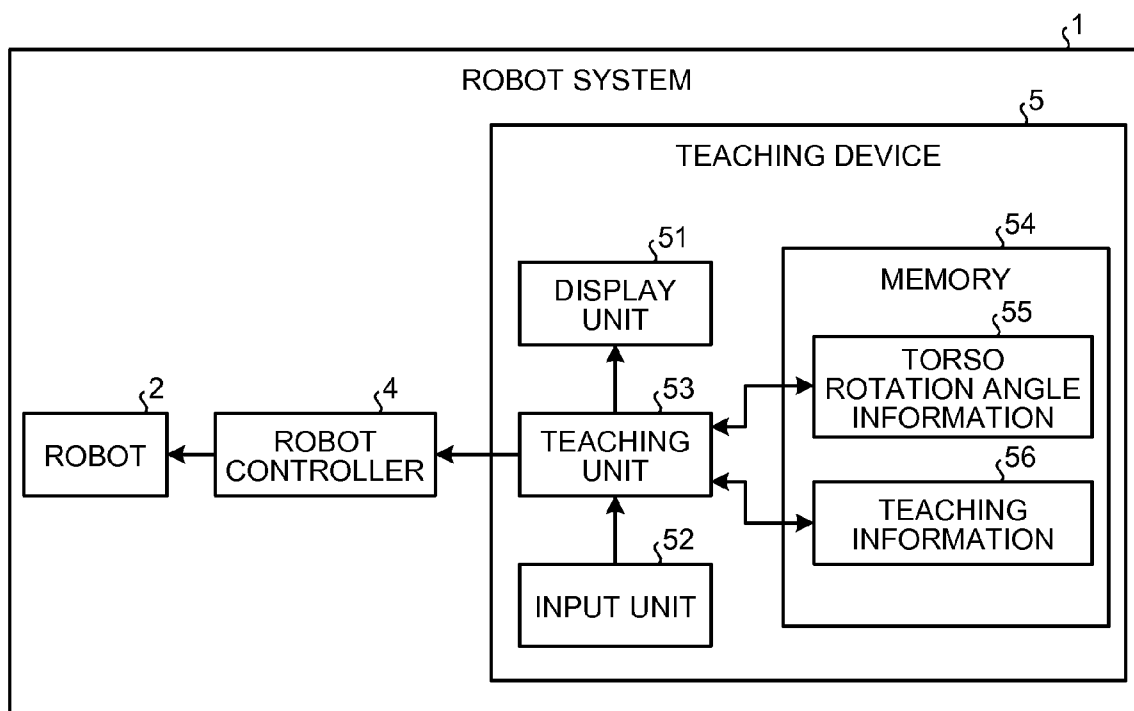 1
ROBOT SYSTEM
5
TEACHING DEVICE
51
DISPLAY
UNIT
54
MEMORY
55
TORSO
ROTATION ANGLE
INFORMATION
2
ROBOT
4
ROBOT
CONTROLLER
53
TEACHING
UNIT
56
TEACHING
INFORMATION
52
INPUT UNIT